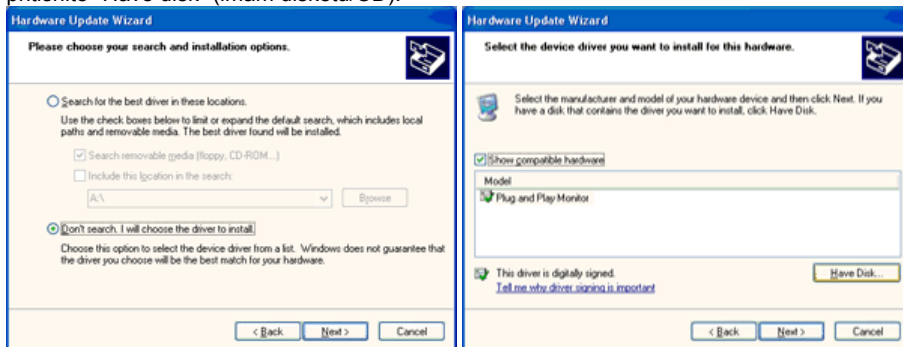 Hardware Update Wizard
Please choose your search and installation options.
Search for the best driver in these locations.
Use the check boxes below to limit or expand the default search, which includes local
paths and removable media. The best driver found will be installed.
Search removable media (floppy, CD-ROM...)
Include this location in the search:
A:\
Browse
Don't search. I will choose the driver to install.
Choose this option to select the device driver from a list. Windows does not guarantee that
the driver you choose will be the best match for your hardware.
< Back
Next >
Cancel
Hardware Update Wizard
Select the device driver you want to install for this hardware.
Select the manufacturer and model of your hardware device and then click Next. If you
have a disk that contains the driver you want to install, click Have Disk.
Show compatible hardware
Model
Plug and Play Monitor
This driver is digitally signed.
Tell me why driver signing is important
Have Disk...
< Back
Next >
Cancel